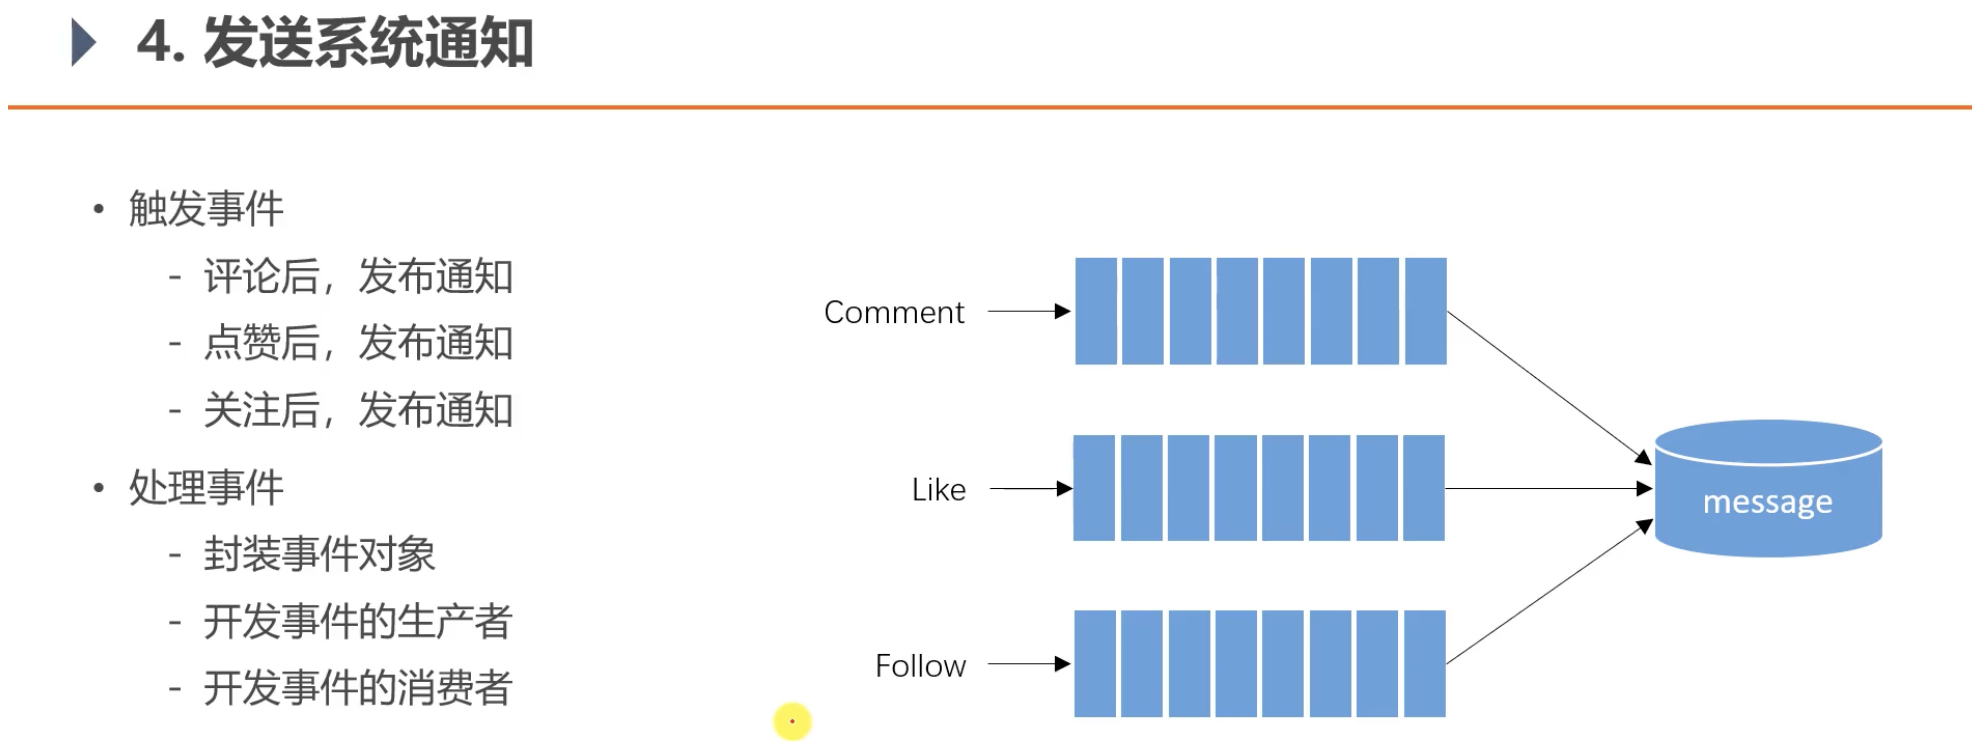 4. 发送系统通知
• 触发事件
- 评论后，发布通知
- 点赞后，发布通知
- 关注后，发布通知
• 处理事件
- 封装事件对象
- 开发事件的生产者
- 开发事件的消费者
Comment
Like
Follow
message